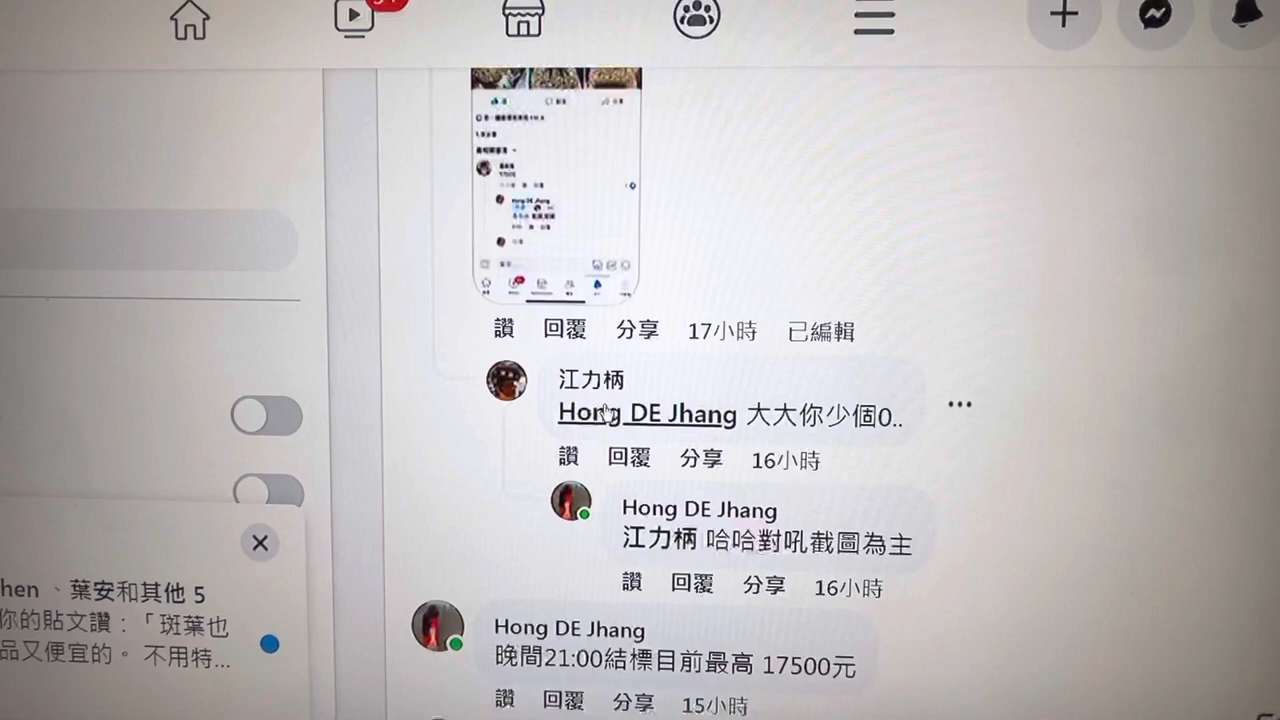 讚 回覆 分享 17小時 已編輯
江力柄
Hong DE Jhang 大大你少個0..
讚 回覆 分享 16小時
Hong DE Jhang
江力柄 哈哈對吼截圖為主
讚 回覆 分享 16小時
Hong DE Jhang
晚間21:00結標目前最高 17500元
讚 回覆 分享 15小時
hen 、葉安和其他 5
你的貼文讚：「斑葉也
品又便宜的。 不用特...